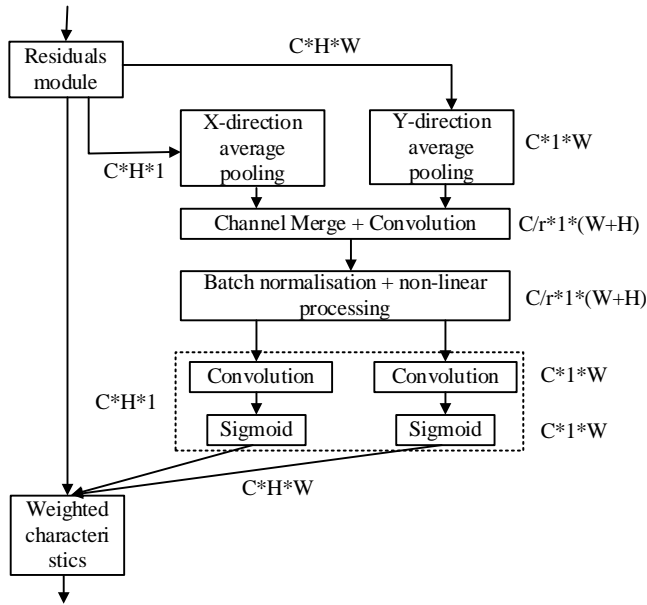 C*H*W
Residuals
module
X-direction
average
pooling
Y-direction
average
pooling
C*1*W
C*H*1
Channel Merge + Convolution
C/r*1*(W+H)
Batch normalisation + non-linear
processing
C/r*1*(W+H)
Convolution
Convolution
C*1*W
C*H*1
Sigmoid
Sigmoid
C*1*W
C*H*W
Weighted
characteri
stics